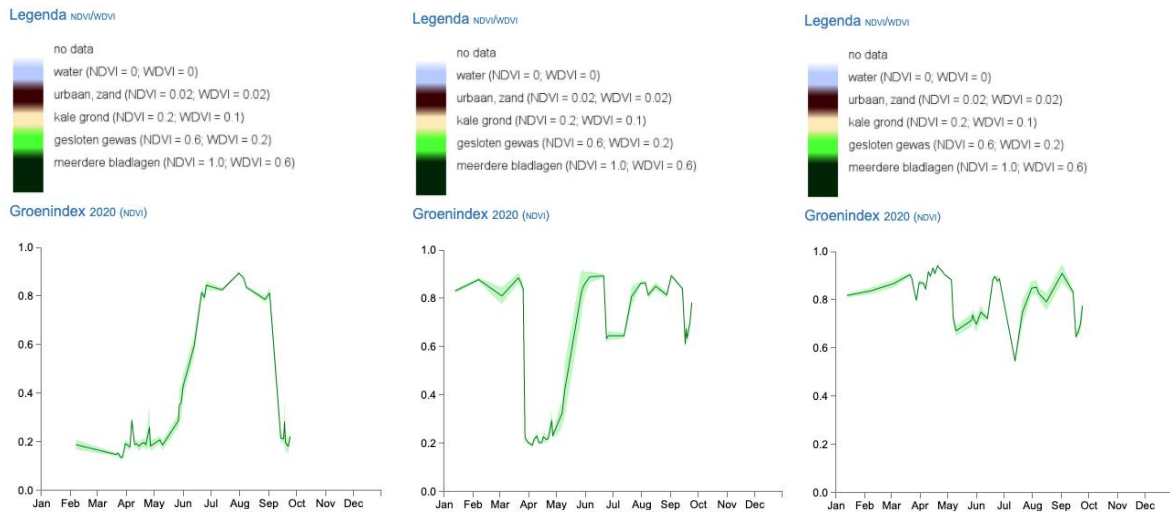 Legenda NDVI/WDVI
no data
water (NDVI = 0; WDVI = 0)
urbaan, zand (NDVI = 0.02; WDVI = 0.02)
kale grond (NDVI = 0.2; WDVI = 0.1)
gesloten gewas (NDVI = 0.6; WDVI = 0.2)
meerdere bladlagen (NDVI = 1.0; WDVI = 0.6)
Groenindex 2020 (NDVI)
1.0
0.8
0.6
0.4
0.2
0.0
Jan Feb Mar Apr May Jun Jul Aug Sep Oct Nov Dec
Legenda NDVI/WDVI
no data
water (NDVI = 0; WDVI = 0)
urbaan, zand (NDVI = 0.02; WDVI = 0.02)
kale grond (NDVI = 0.2; WDVI = 0.1)
gesloten gewas (NDVI = 0.6; WDVI = 0.2)
meerdere bladlagen (NDVI = 1.0; WDVI = 0.6)
Groenindex 2020 (NDVI)
1.0
0.8
0.6
0.4
0.2
0.0
Jan Feb Mar Apr May Jun Jul Aug Sep Oct Nov Dec
Legenda NDVI/WDVI
no data
water (NDVI = 0; WDVI = 0)
urbaan, zand (NDVI = 0.02; WDVI = 0.02)
kale grond (NDVI = 0.2; WDVI = 0.1)
gesloten gewas (NDVI = 0.6; WDVI = 0.2)
meerdere bladlagen (NDVI = 1.0; WDVI = 0.6)
Groenindex 2020 (NDVI)
1.0
0.8
0.6
0.4
0.2
0.0
Jan Feb Mar Apr May Jun Jul Aug Sep Oct Nov Dec